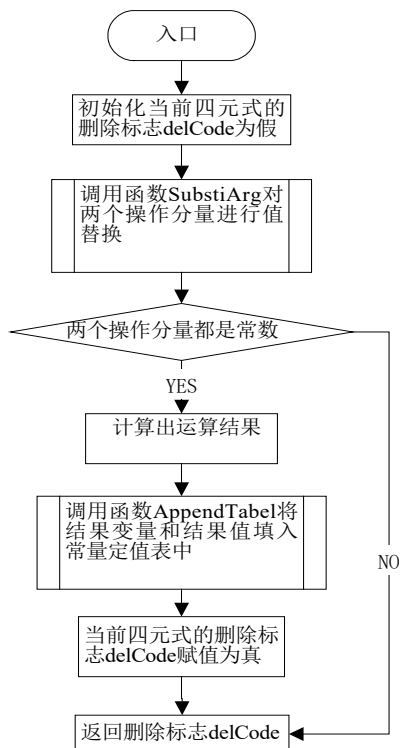 入口
初始化当前四元式的
删除标志delCode为假
调用函数SubstiArg对
两个操作分量进行值
替换
两个操作分量都是常数
YES
计算出运算结果
调用函数AppendTabel将
结果变量和结果值填入
常量定值表中
NO
当前四元式的删除标
志delCode赋值为真
返回删除标志delCode